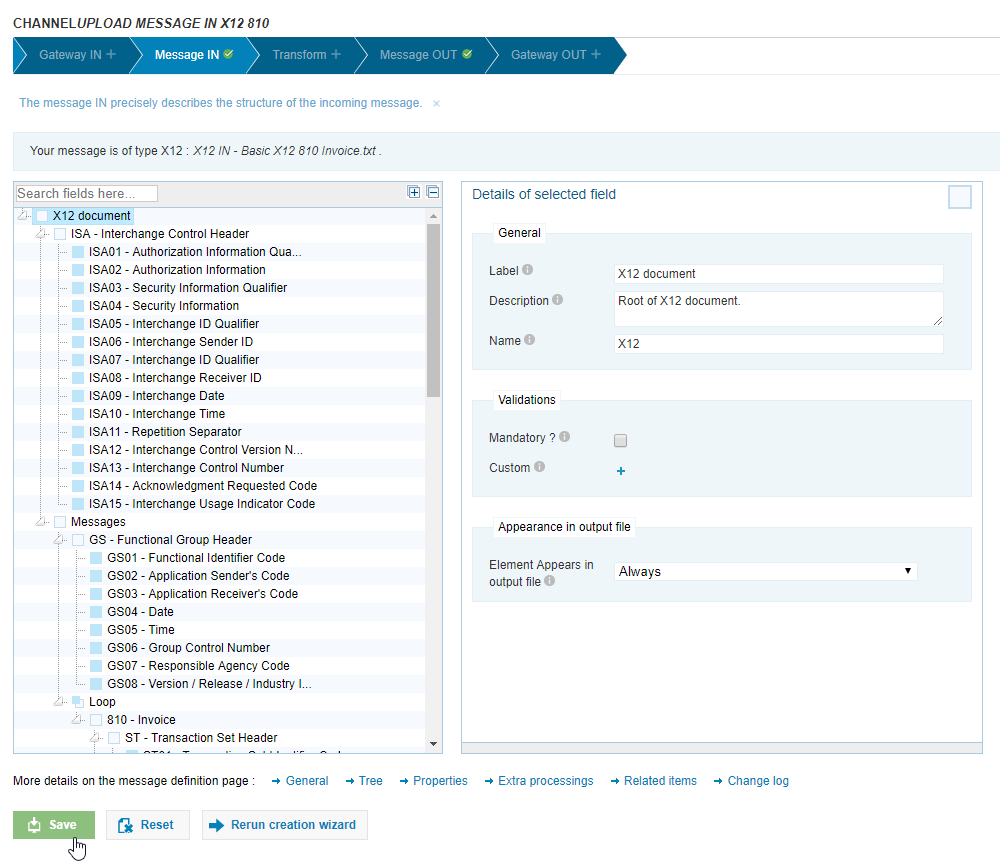 CHANNELUPLOAD MESSAGE IN X12 810
Gateway IN
Message IN
Transform
Message OUT
Gateway OUT
The message IN precisely describes the structure of the incoming message. ×
Your message is of type X12 : X12 IN - Basic X12 810 Invoice.txt .
Search fields here...
X12 document
ISA - Interchange Control Header
ISA01 - Authorization Information Qua...
ISA02 - Authorization Information
ISA03 - Security Information Qualifier
ISA04 - Security Information
ISA05 - Interchange ID Qualifier
ISA06 - Interchange Sender ID
ISA07 - Interchange ID Qualifier
ISA08 - Interchange Receiver ID
ISA09 - Interchange Date
ISA10 - Interchange Time
ISA11 - Repetition Separator
ISA12 - Interchange Control Version N...
ISA13 - Interchange Control Number
ISA14 - Acknowledgment Requested Code
ISA15 - Interchange Usage Indicator Code
Messages
GS - Functional Group Header
GS01 - Functional Identifier Code
GS02 - Application Sender's Code
GS03 - Application Receiver's Code
GS04 - Date
GS05 - Time
GS06 - Group Control Number
GS07 - Responsible Agency Code
GS08 - Version / Release / Industry I...
Loop
810 - Invoice
ST - Transaction Set Header
Details of selected field
General
Label
X12 document
Description
Root of X12 document.
Name
X12
Validations
Mandatory ?
Custom
Appearance in output file
Element Appears in
output file
Always
More details on the message definition page :
General
Tree
Properties
Extra processings
Related items
Change log
Save
Reset
Rerun creation wizard